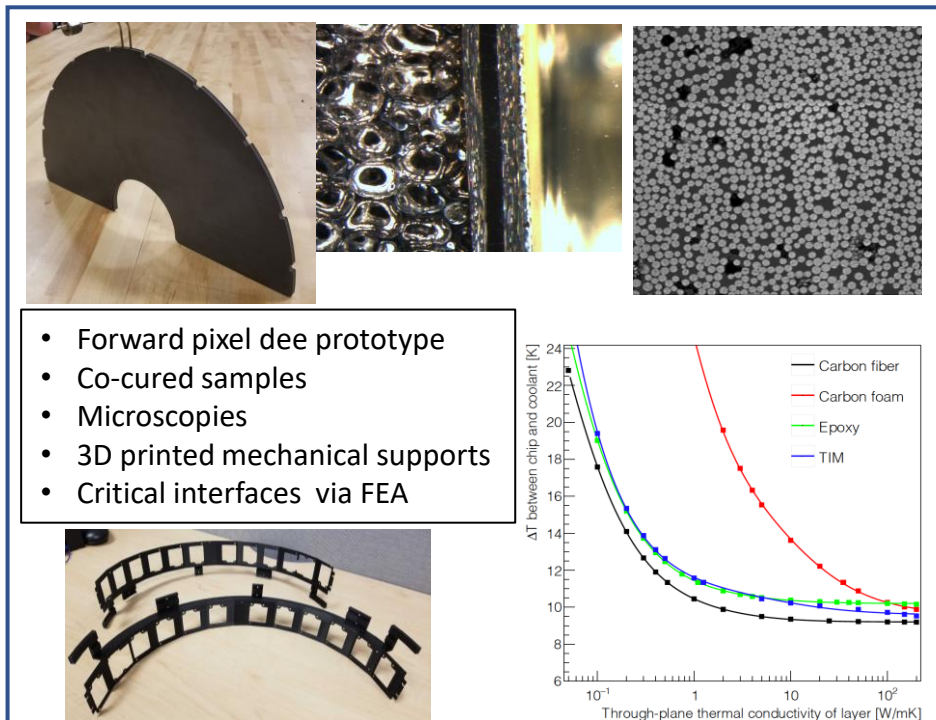 • Forward pixel dee prototype
• Co-cured samples
• Microscopies
• 3D printed mechanical supports
• Critical interfaces via FEA
ΔT between chip and coolant [K]
24
22
20
18
16
14
12
10
8
6
Carbon fiber
Carbon foam
Epoxy
TIM
10⁻¹
1
10
10²
Through-plane thermal conductivity of layer [W/mK]